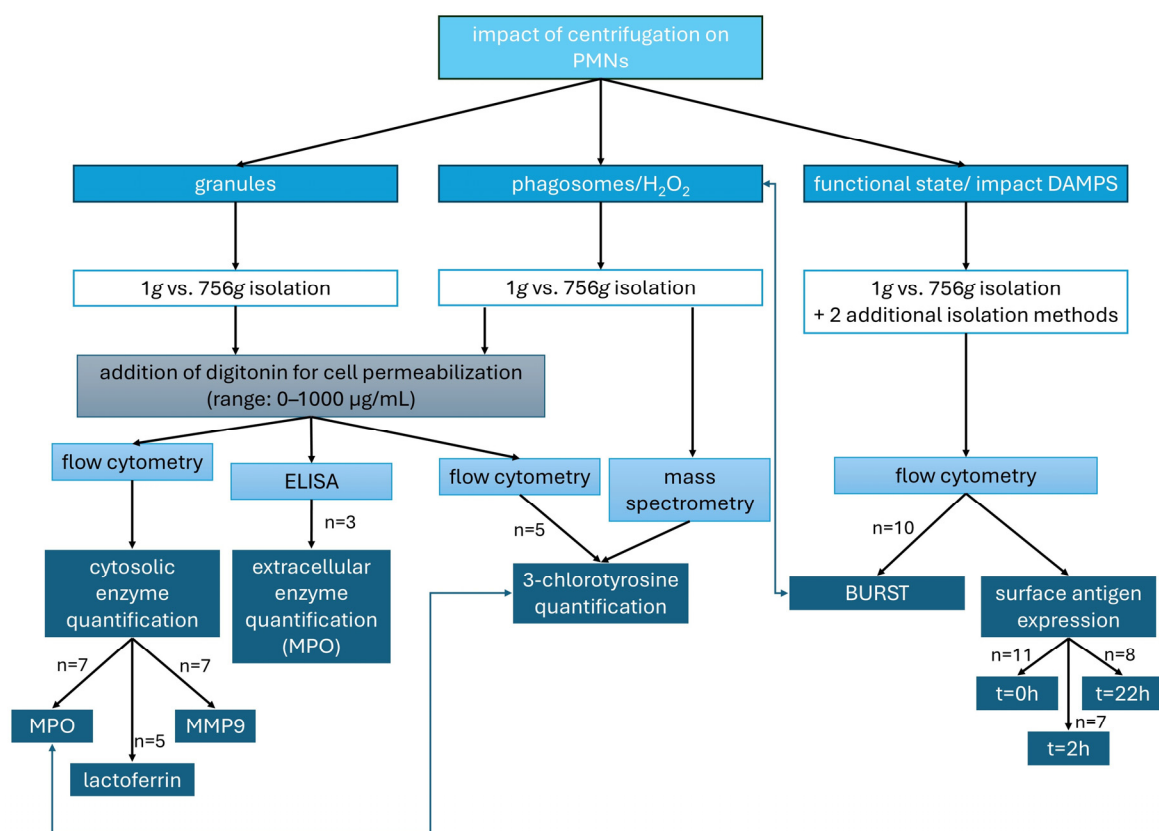 impact of centrifugation on
PMNs
granules
phagosomes/H₂O₂
functional state/ impact DAMPS
1g vs. 756g isolation
1g vs. 756g isolation
1g vs. 756g isolation
+ 2 additional isolation methods
addition of digitonin for cell permeabilization
(range: 0–1000 µg/mL)
flow cytometry
ELISA
flow cytometry
mass
spectrometry
flow cytometry
n=3
n=5
n=10
cytosolic
enzyme
quantification
extracellular
enzyme
quantification
(MPO)
3-chlorotyrosine
quantification
BURST
surface antigen
expression
n=7
n=7
n=5
MPO
MMP9
lactoferrin
n=11
n=8
n=7
t=0h
t=22h
t=2h